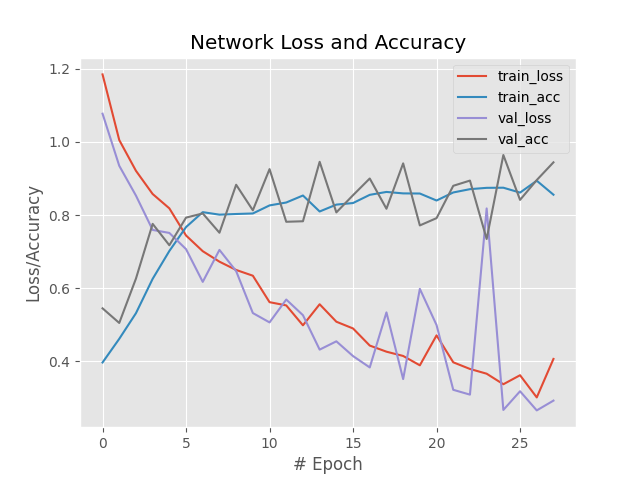 Network Loss and Accuracy
train_loss
train_acc
val_loss
val_acc
Loss/Accuracy
1.2
1.0
0.8
0.6
0.4
0 5 10 15 20 25
# Epoch